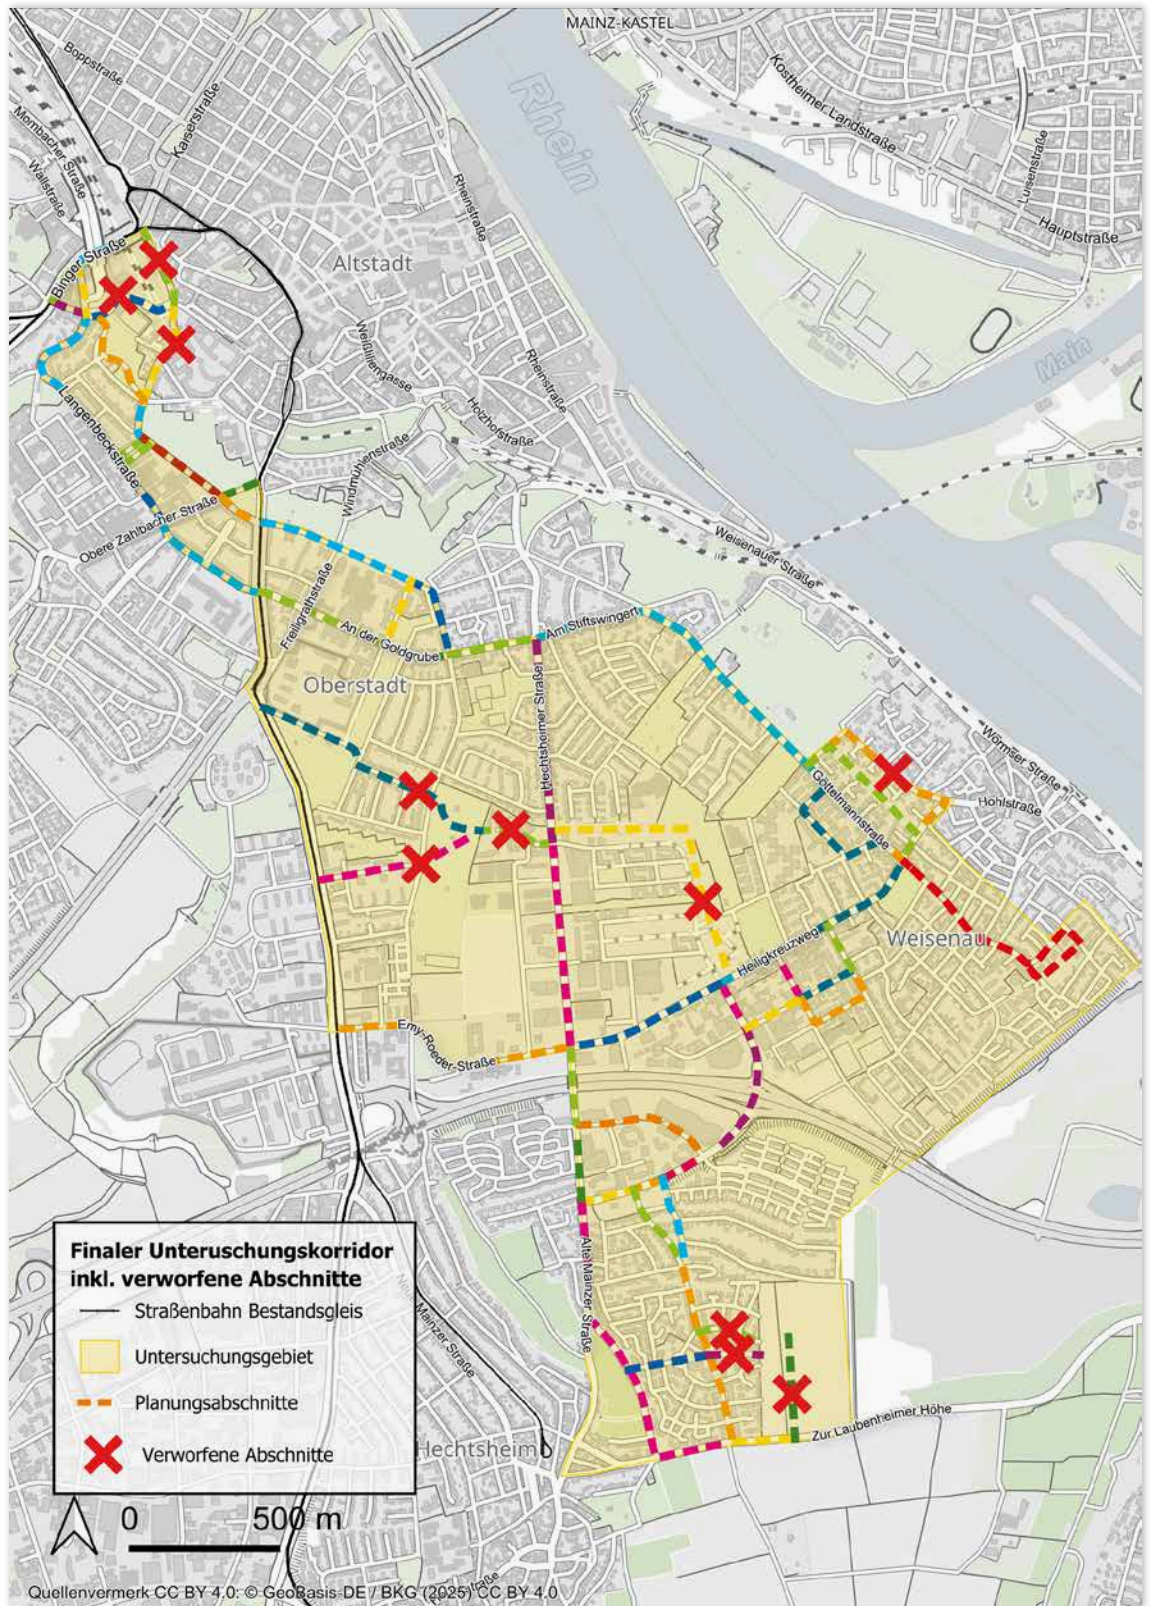 MAINZ-KASTEL
Boppstraße
Kaiserstraße
Mombacher Straße
Wallstraße
Rhein
Kostheimer Landstraße
Luisenstraße
Hauptstraße
Rheinstraße
Binger Straße
Altstadt
Main
Weißliliengasse
Rheinstraße
Holzhofstraße
Langenbeckstraße
Windmühlenstraße
Obere Zahlbacher Straße
Weisenauer Straße
Freiligrathstraße
An der Goldgrube
Am Stiftswingert
Oberstadt
Hechtsheimer Straße
Wormser Straße
Göttelmannstraße
Hohlstraße
Heiligkreuzweg
Weisenau
Emy-Roeder-Straße
Alte Mainzer Straße
Mainzer Straße
Zur Laubenheimer Höhe
Hechtsheim
Finaler Unteruschungskorridor
inkl. verworfene Abschnitte
Straßenbahn Bestandsgleis
Untersuchungsgebiet
Planungsabschnitte
Verworfene Abschnitte
0 500 m
Quellenvermerk CC BY 4.0: © GeoBasis-DE / BKG (2025) CC BY 4.0